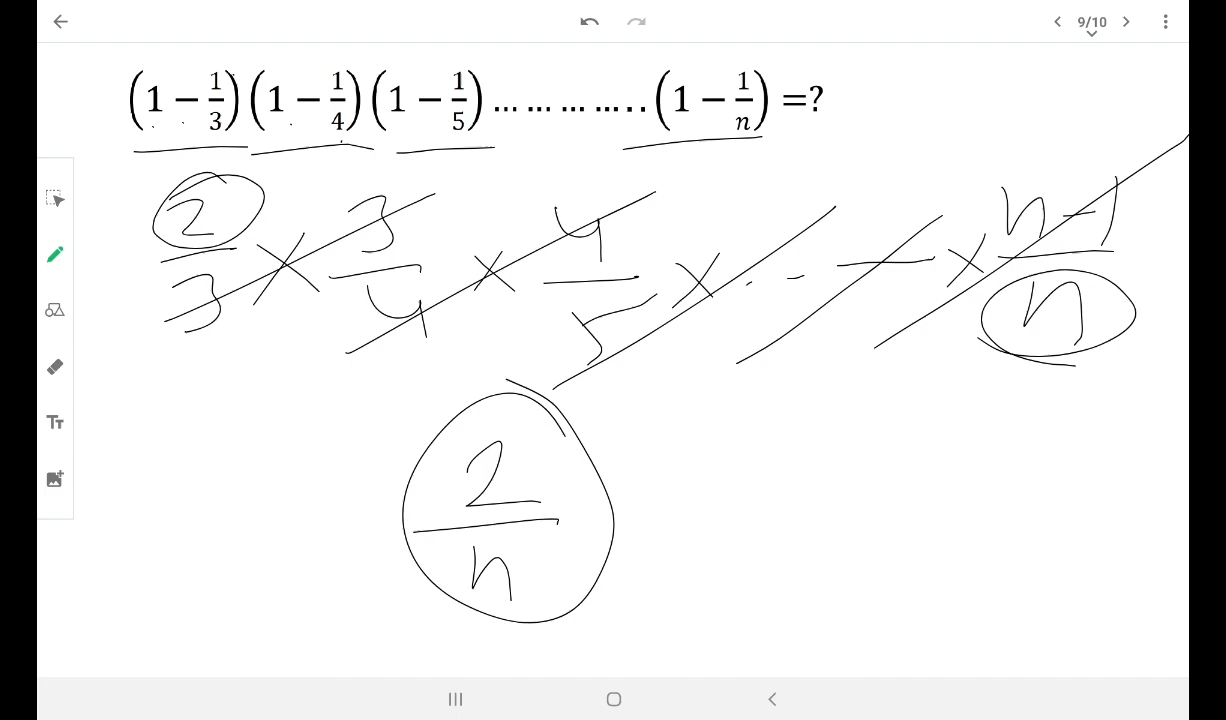 9/10
(1 − 1/3)(1 − 1/4)(1 − 1/5) ... ... ... ... . . (1 − 1/n) =?
2/3 × 3/4 × 4/5 × . - — × n-1/n
Tт
2/n